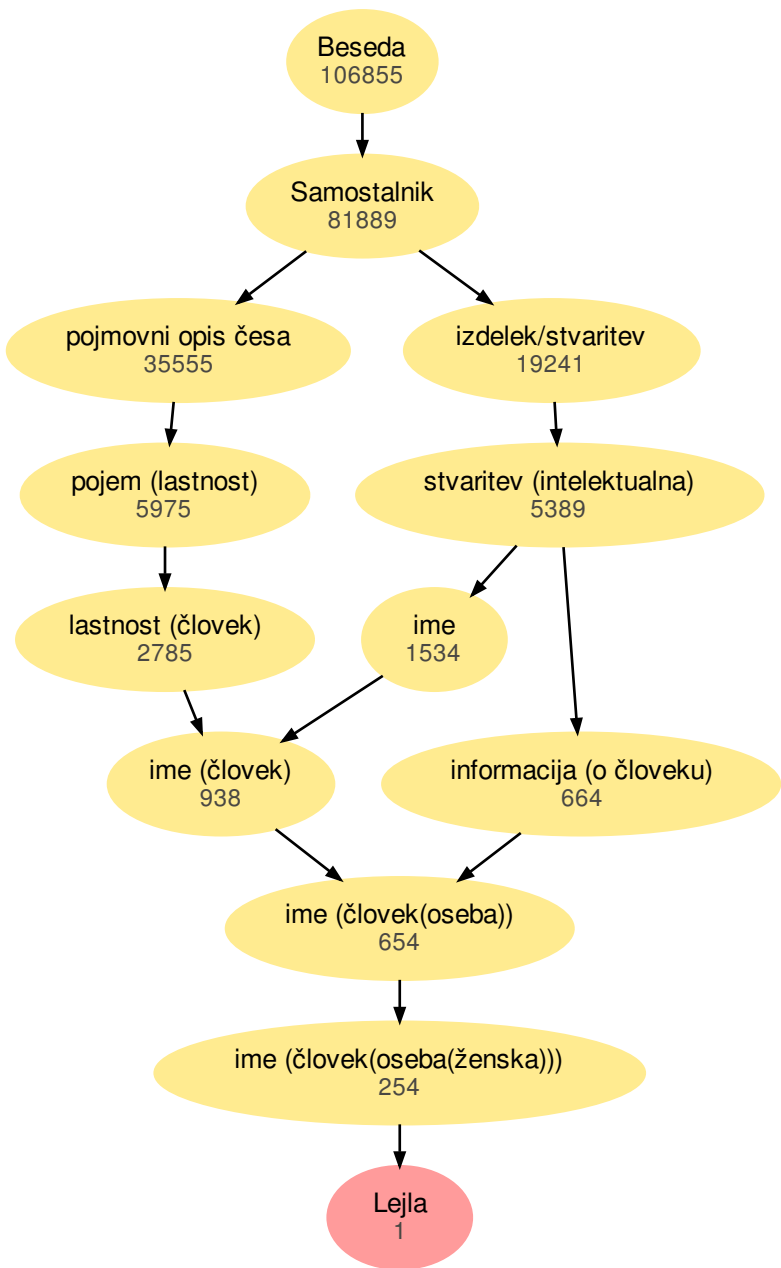 Beseda
106855
Samostalnik
81889
pojmovni opis česa
35555
izdelek/stvaritev
19241
pojem (lastnost)
5975
stvaritev (intelektualna)
5389
lastnost (človek)
2785
ime
1534
ime (človek)
938
informacija (o človeku)
664
ime (človek(oseba))
654
ime (človek(oseba(ženska)))
254
Lejla
1